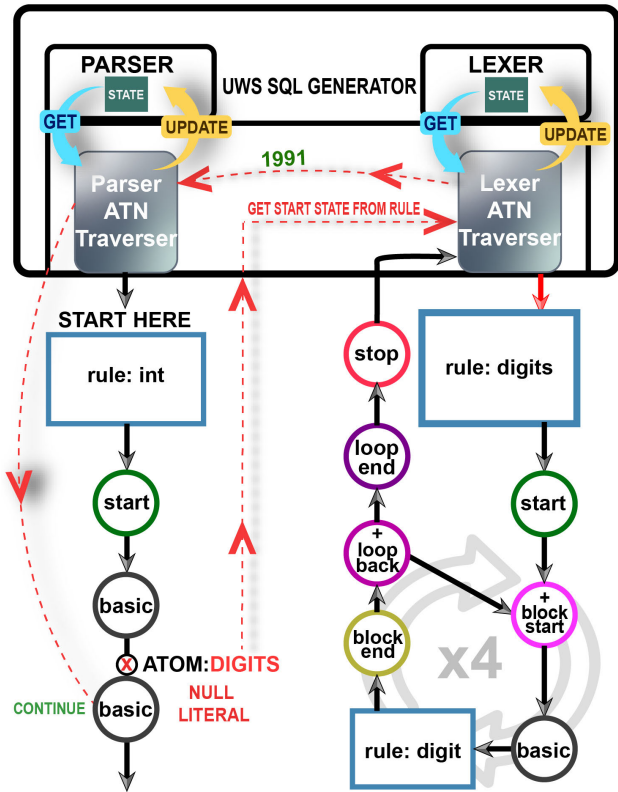 PARSER
STATE
GET
UPDATE
UWS SQL GENERATOR
LEXER
STATE
GET
UPDATE
Parser
ATN
Traverser
1991
Lexer
ATN
Traverser
GET START STATE FROM RULE
START HERE
rule: int
start
basic
X
ATOM:DIGITS
NULL
LITERAL
CONTINUE
basic
rule: digits
start
+
block
start
basic
rule: digit
block
end
+
loop
back
loop
end
stop
x4